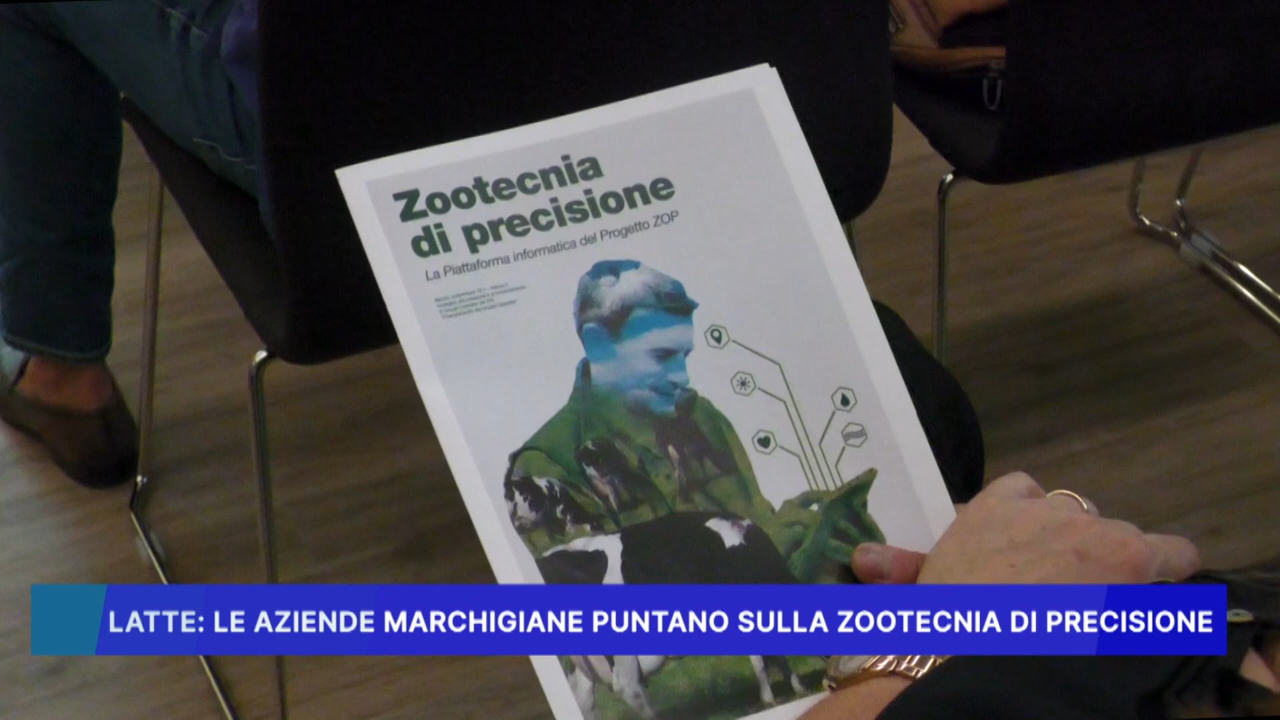 Zootecnia
di precisione
La Piattaforma informatica del Progetto ZOP
LATTE: LE AZIENDE MARCHIGIANE PUNTANO SULLA ZOOTECNIA DI PRECISIONE